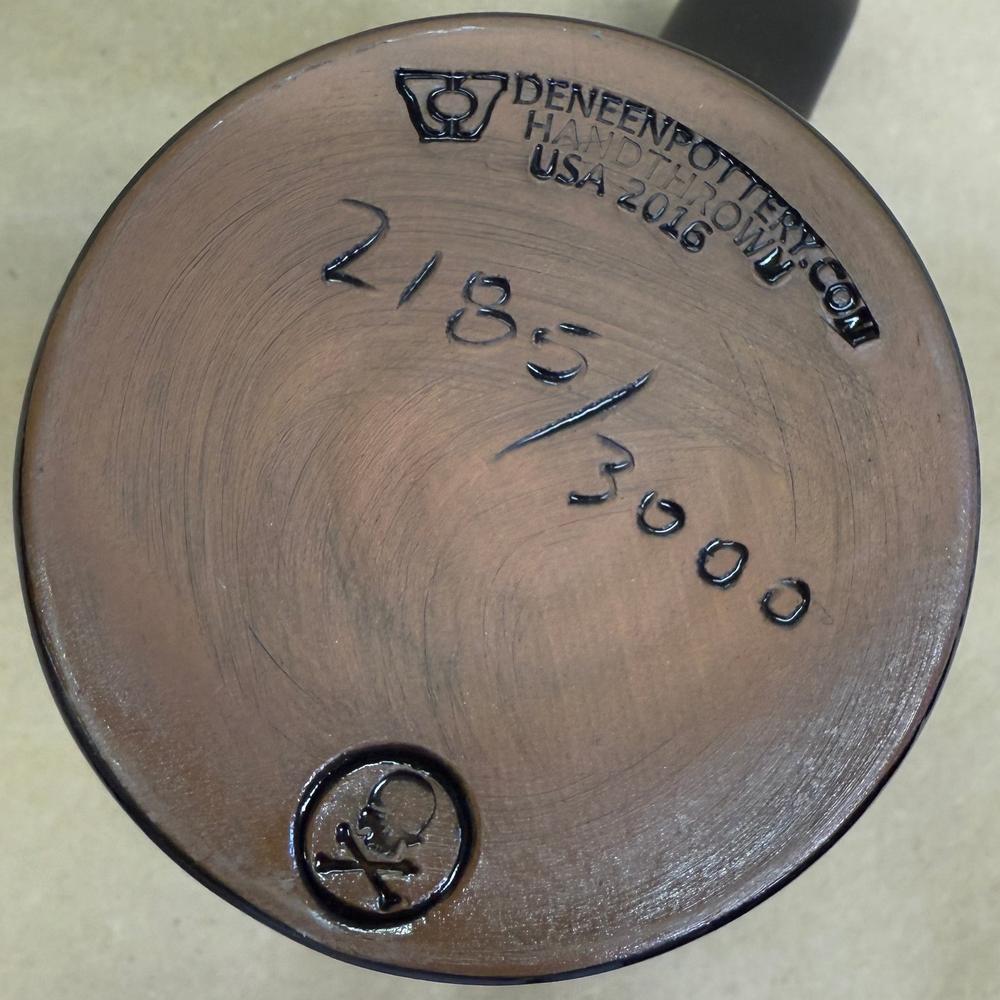 DENEENPOTTERY.COM
HANDTHROWN
USA 2016
2185/3000